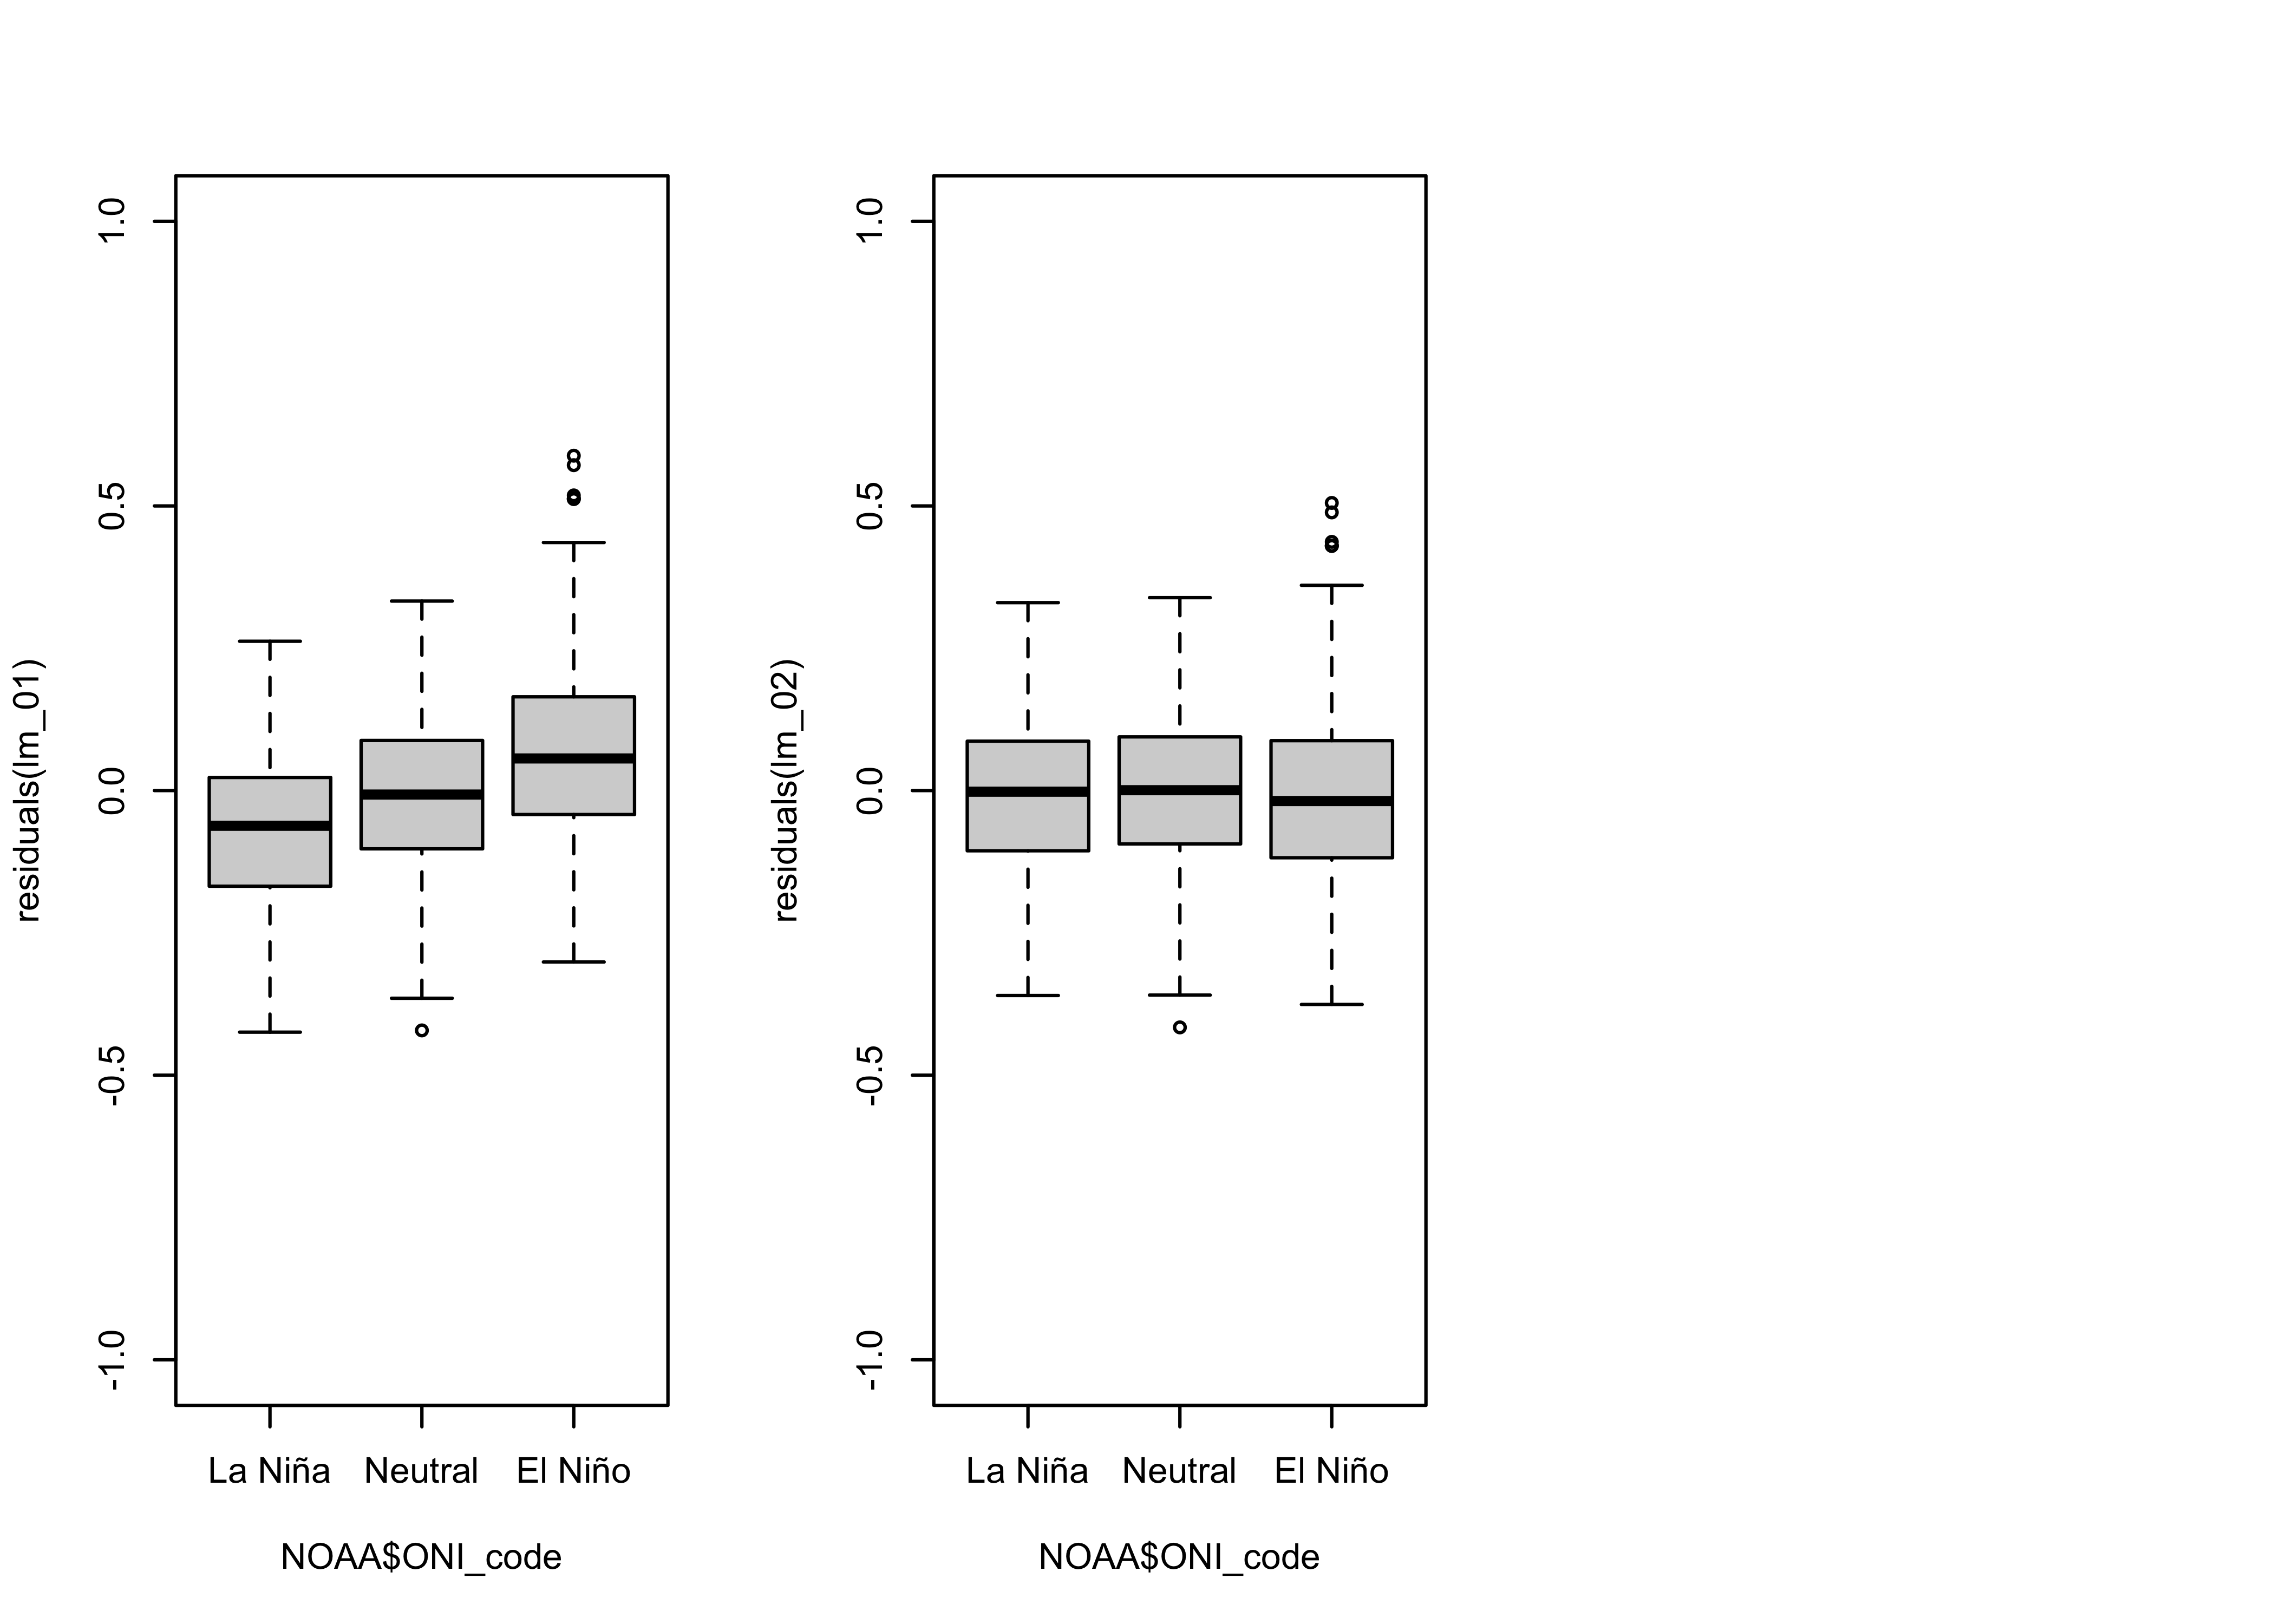 residuals(lm_01)
1.0
0.5
0.0
-0.5
-1.0
La Niña Neutral El Niño
NOAA$ONI_code
residuals(lm_02)
1.0
0.5
0.0
-0.5
-1.0
La Niña Neutral El Niño
NOAA$ONI_code